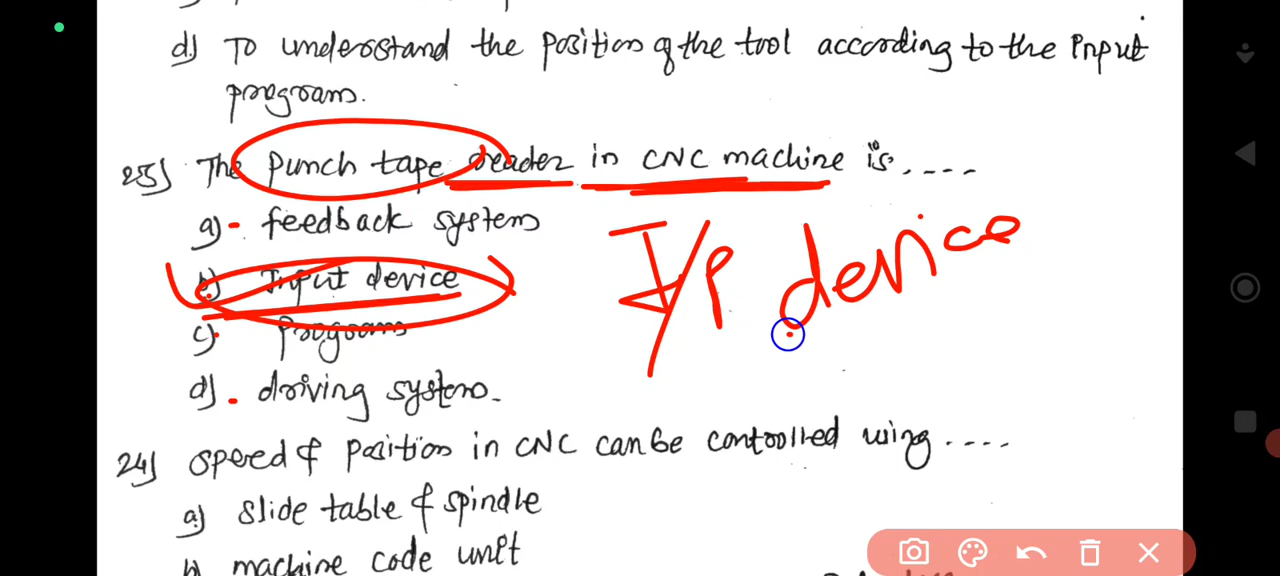 d.) To understand the position of the tool according to the input
program.
25) The punch tape reader in CNC machine is....
a) feedback system
b) Input device
I/P device
c) program
d). driving system.
24) speed & position in CNC can be controlled using ....
a) slide table & spindle
b) machine code unit